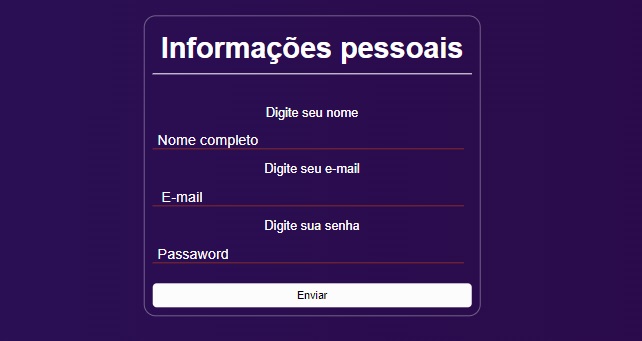 Informações pessoais
Digite seu nome
Nome completo
Digite seu e-mail
E-mail
Digite sua senha
Passaword
Enviar